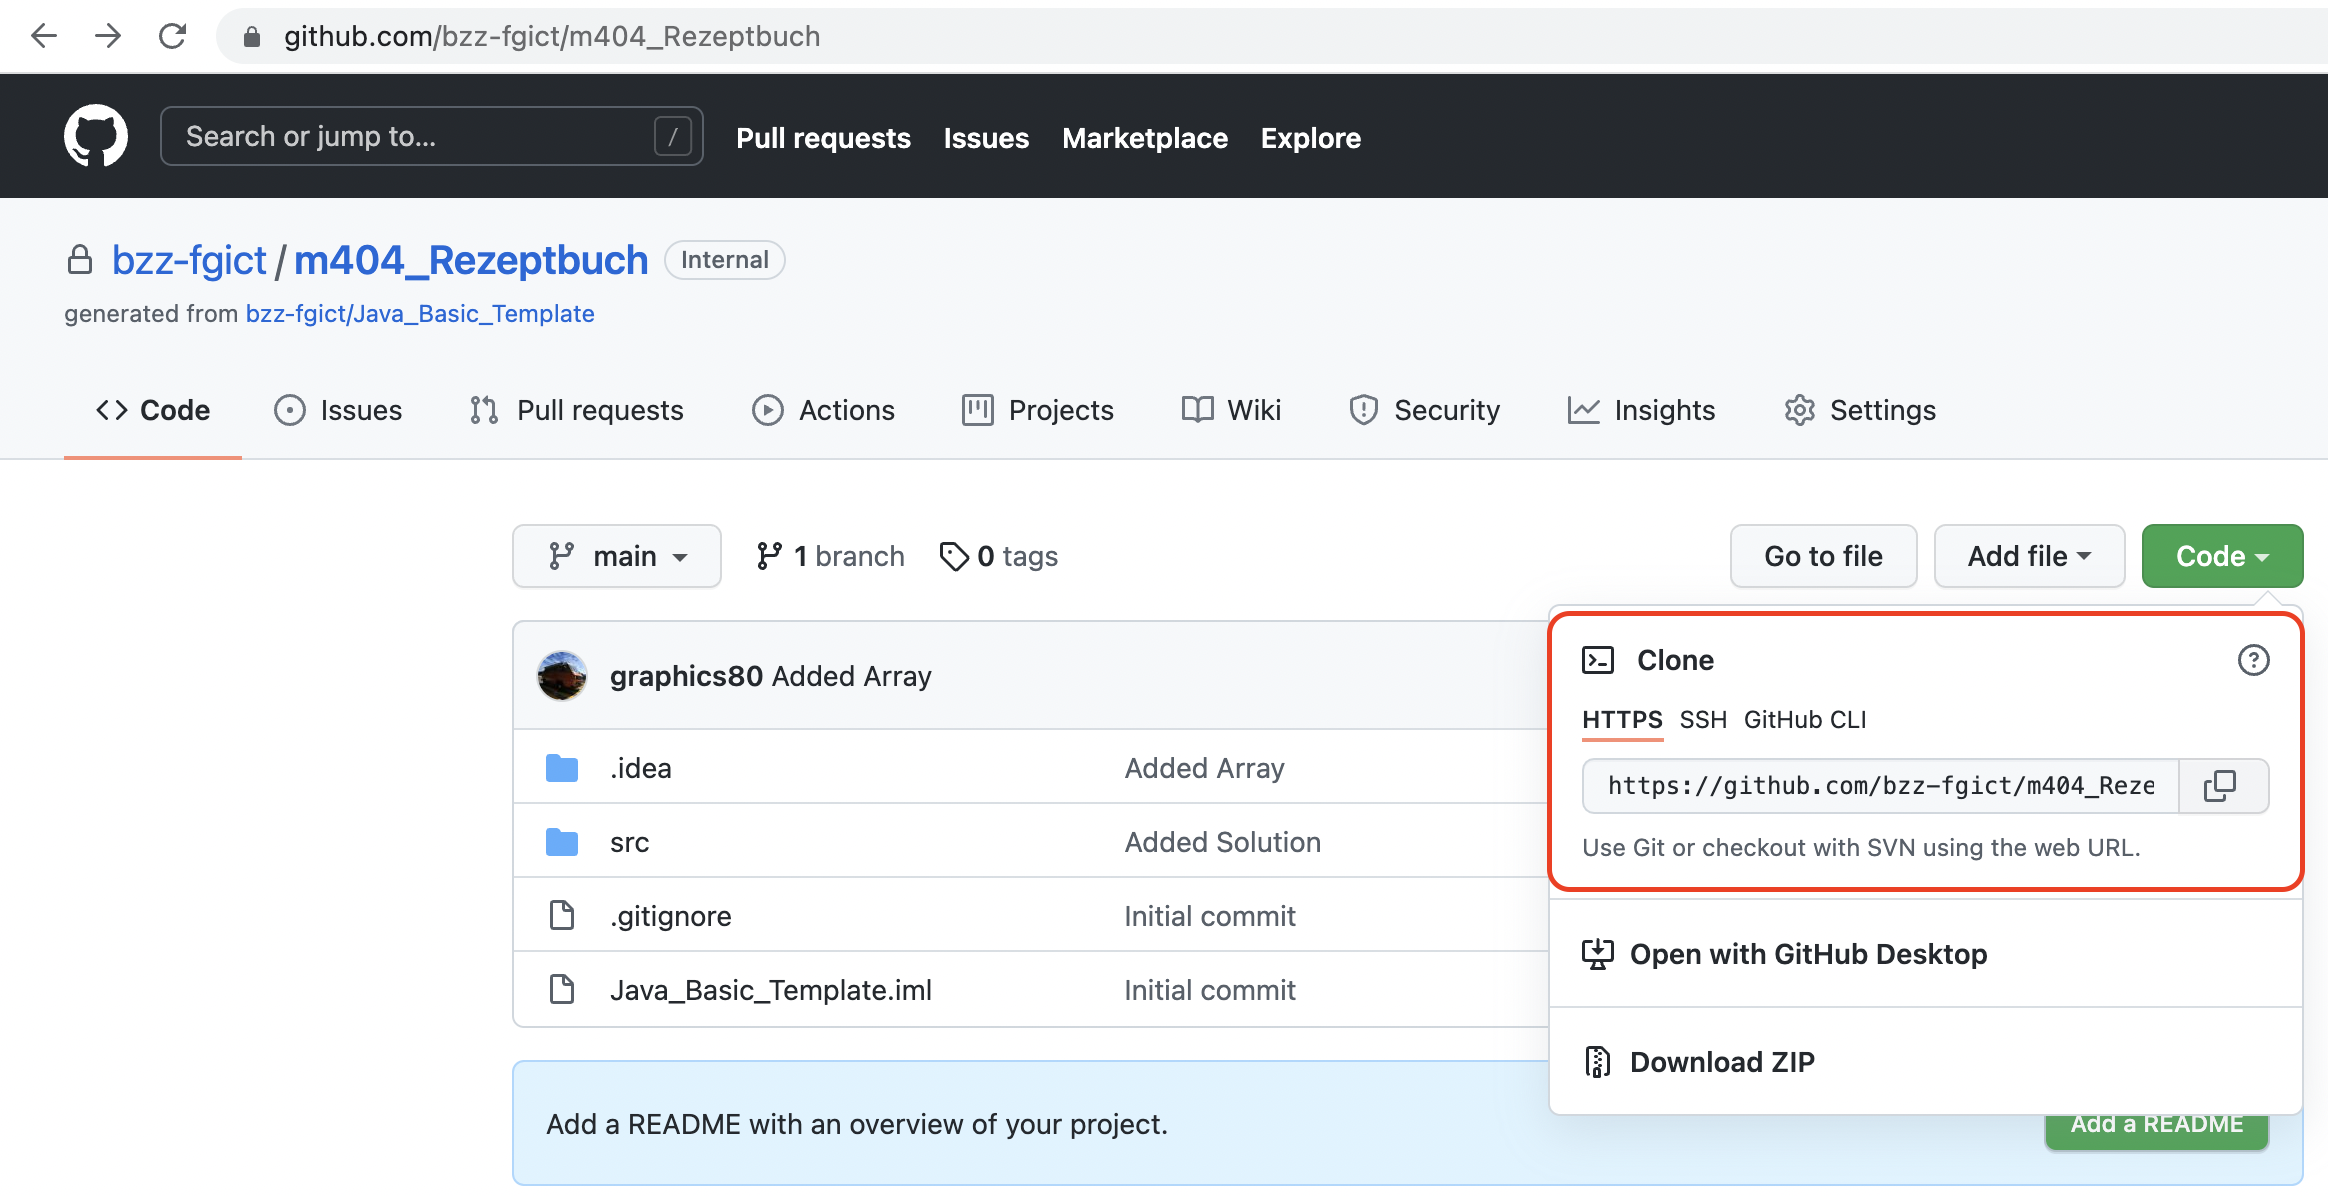 github.com/bzz-fgict/m404_Rezeptbuch
Search or jump to... /
Pull requests Issues Marketplace Explore
bzz-fgict / m404_Rezeptbuch Internal
generated from bzz-fgict/Java_Basic_Template
Code Issues Pull requests Actions Projects Wiki Security Insights Settings
main 1 branch 0 tags Go to file Add file Code
graphics80 Added Array
.idea Added Array
src Added Solution
.gitignore Initial commit
Java_Basic_Template.iml Initial commit
Clone
HTTPS SSH GitHub CLI
https://github.com/bzz-fgict/m404_Reze
Use Git or checkout with SVN using the web URL.
Open with GitHub Desktop
Download ZIP
Add a README with an overview of your project. Add a README